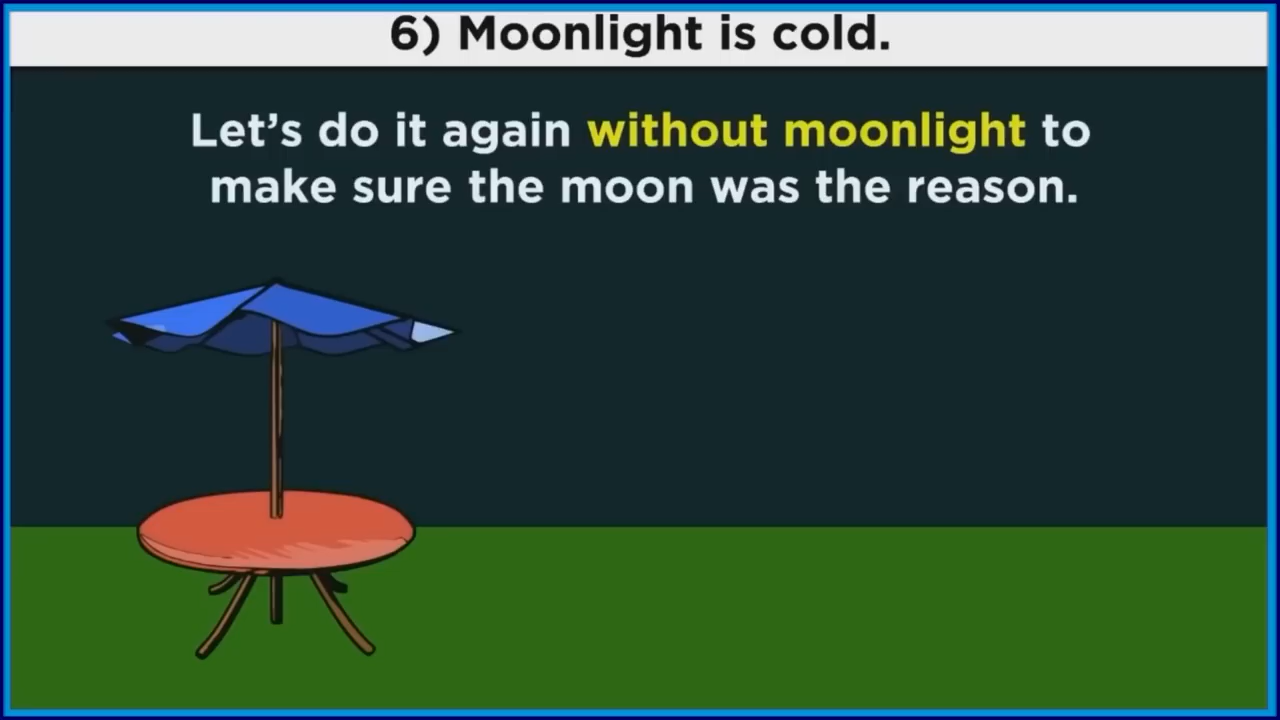 6) Moonlight is cold.
Let's do it again without moonlight to
make sure the moon was the reason.